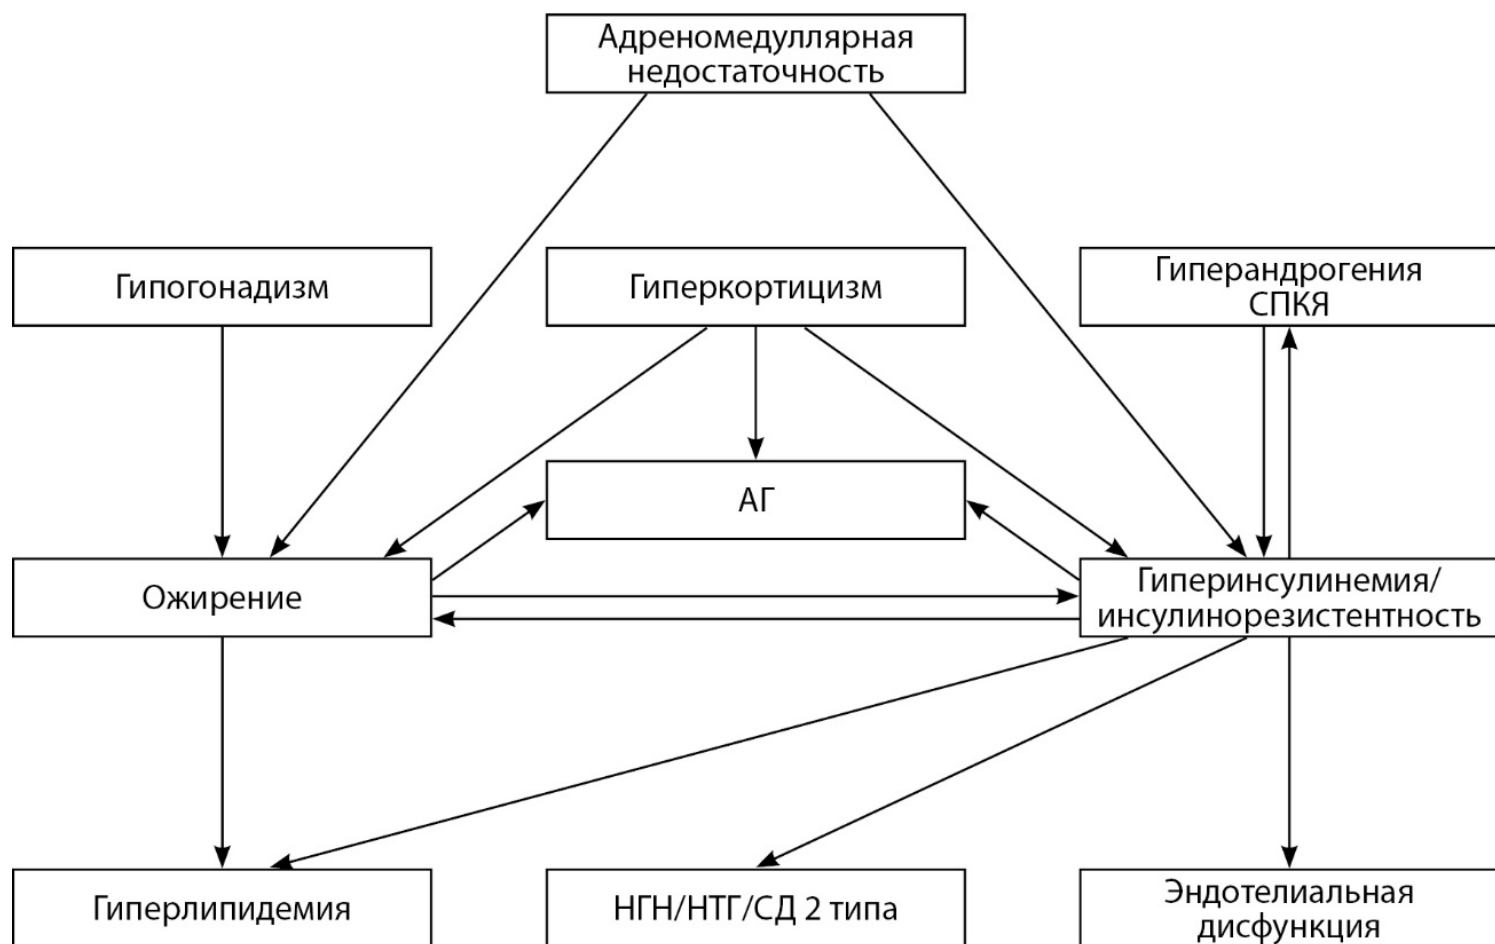 Адреномедуллярная
недостаточность
Гипогонадизм
Гиперкортицизм
Гиперандрогения
СПКЯ
АГ
Ожирение
Гиперинсулинемия/
инсулинорезистентность
Гиперлипидемия
НГН/НТГ/СД 2 типа
Эндотелиальная
дисфункция